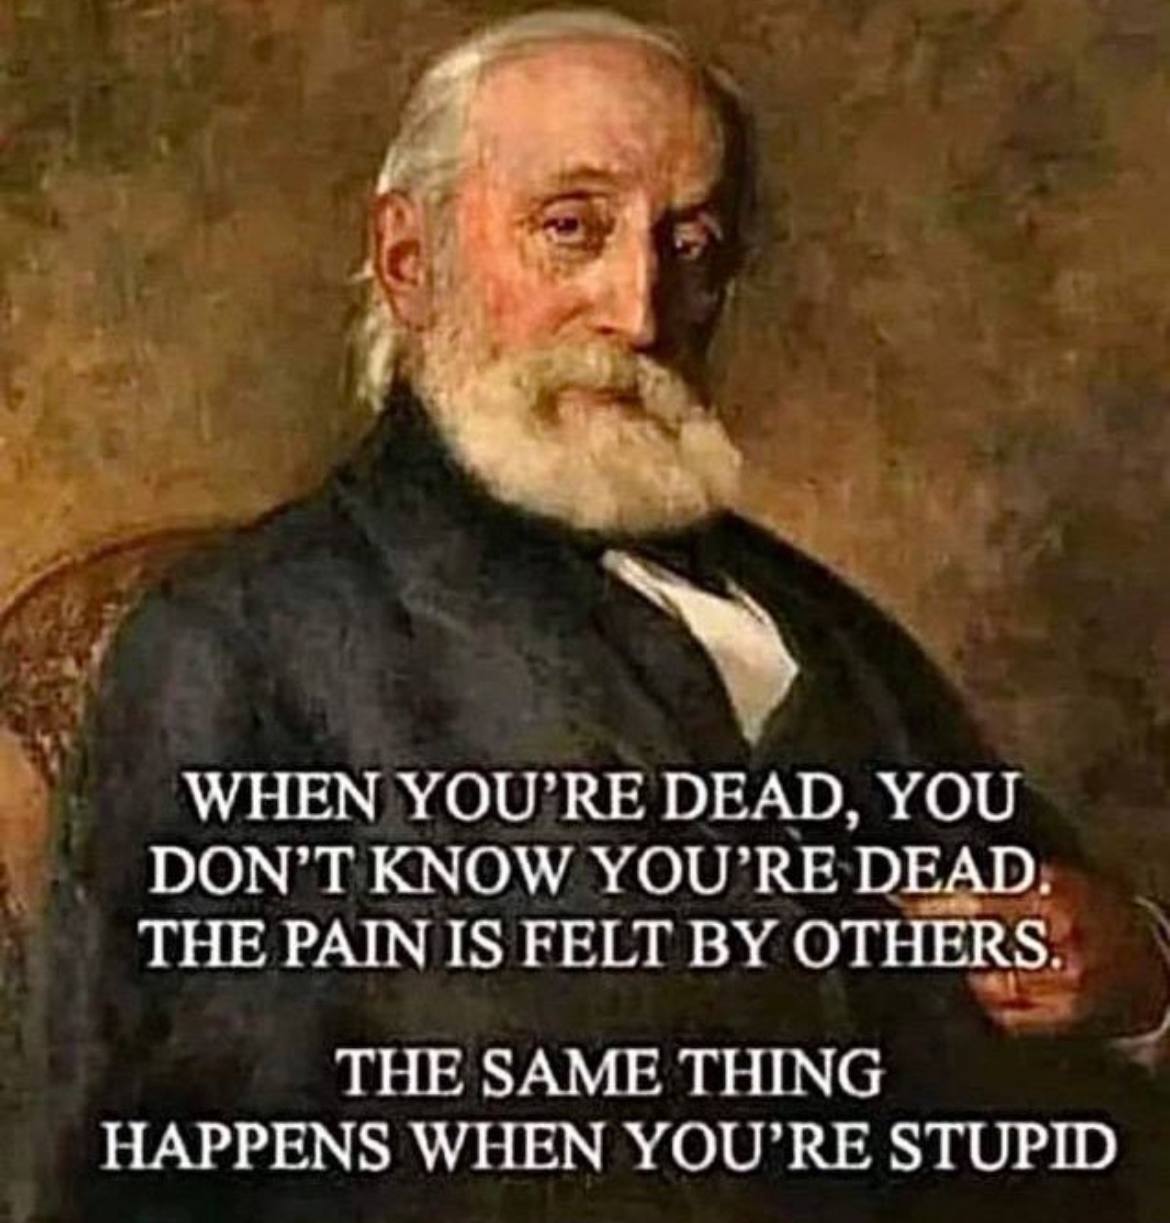 WHEN YOU'RE DEAD, YOU
DON'T KNOW YOU'RE DEAD.
THE PAIN IS FELT BY OTHERS.
THE SAME THING
HAPPENS WHEN YOU'RE STUPID